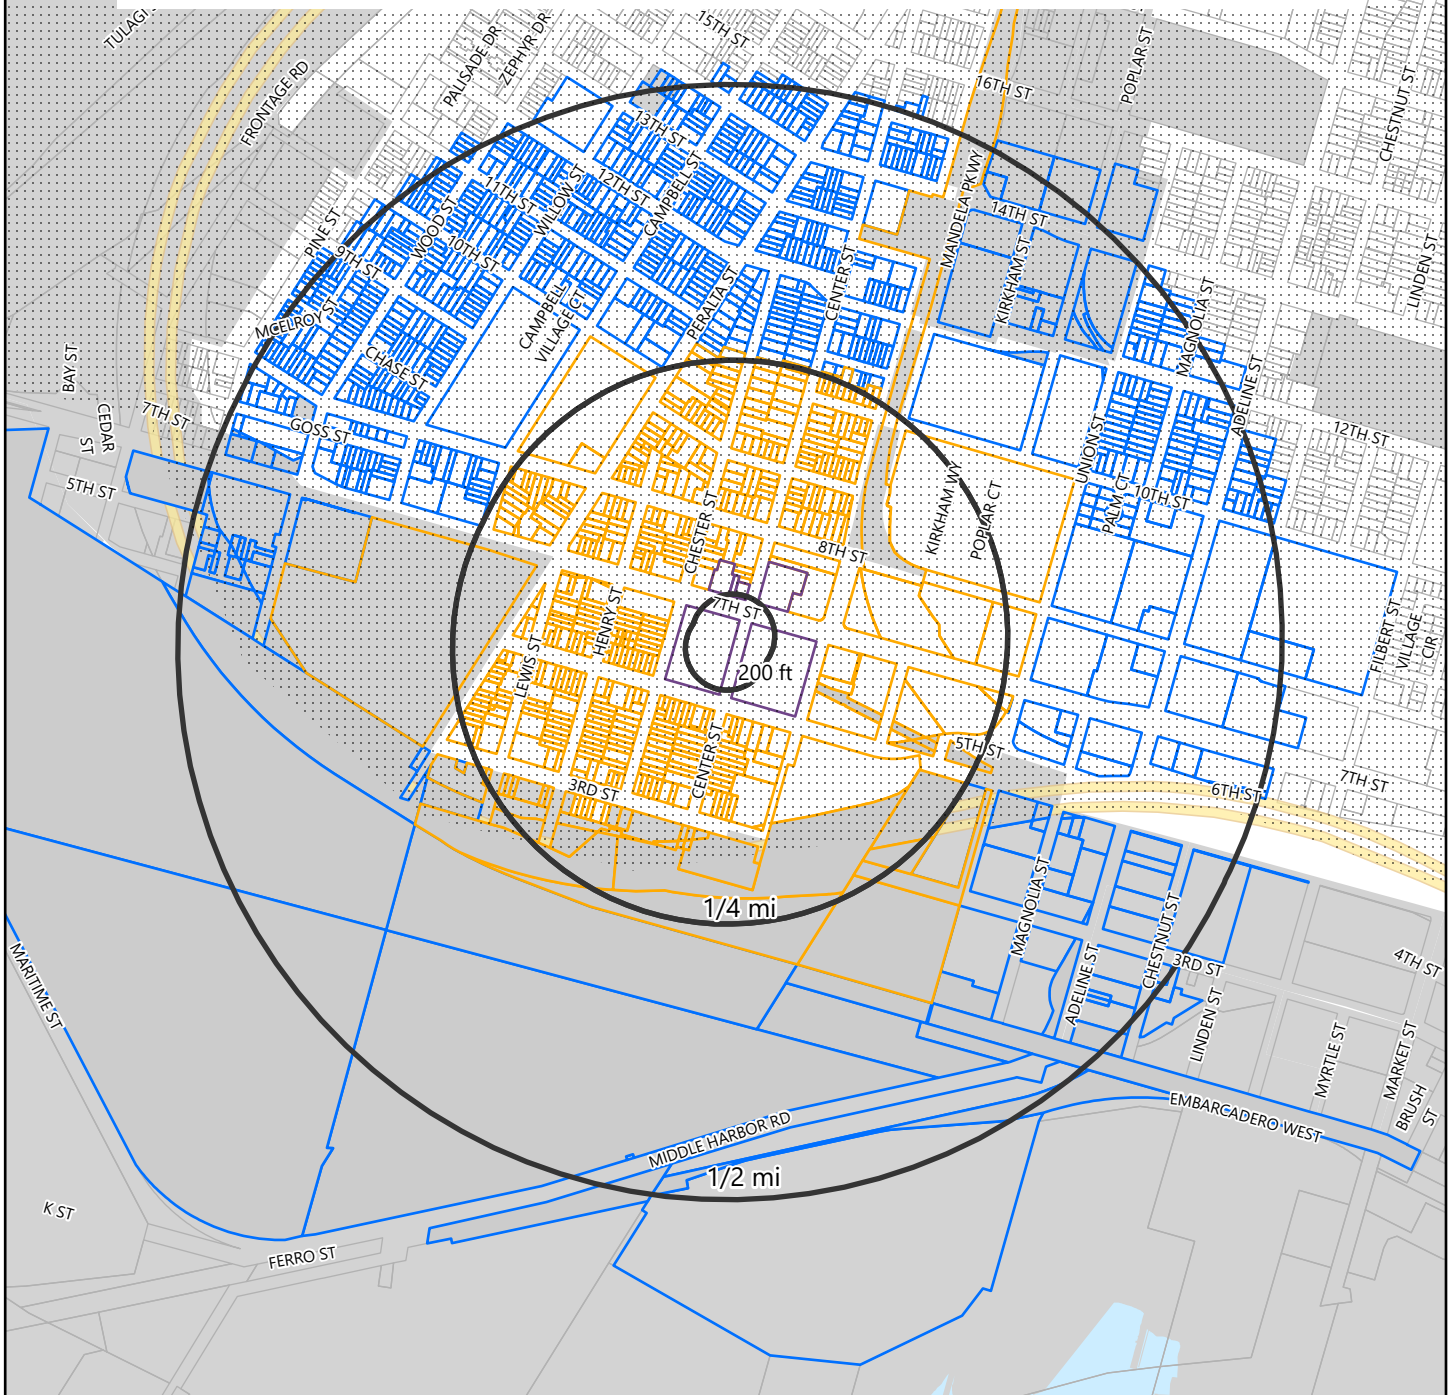 TULAGI
15TH ST
PALISADE DR
ZEPHYR DR
FRONTAGE RD
16TH ST
POPLAR ST
CHESTNUT ST
13TH ST
11TH ST
WILLOW ST
12TH ST
CAMPBELL ST
MANDELA PKWY
14TH ST
PINE ST
WOOD ST
10TH ST
9TH ST
KIRKHAM ST
LINDEN ST
MCELROY ST
CAMPBELL
VILLAGE CT
PERALTA ST
CENTER ST
MAGNOLIA ST
BAY ST
CHASE ST
ADELINE ST
CEDAR
ST
7TH ST
GOSS ST
12TH ST
UNION ST
5TH ST
PALM CT
10TH ST
KIRKHAM WY
POPLAR CT
CHESTER ST
8TH ST
7TH ST
HENRY ST
LEWIS ST
200 ft
FILBERT ST
VILLAGE
CIR
5TH ST
CENTER ST
3RD ST
7TH ST
6TH ST
1/4 mi
MAGNOLIA ST
CHESTNUT ST
ADELINE ST
3RD ST
4TH ST
MARITIME ST
LINDEN ST
MYRTLE ST
MARKET ST
BRUSH
ST
EMBARCADERO WEST
MIDDLE HARBOR RD
1/2 mi
K ST
FERRO ST